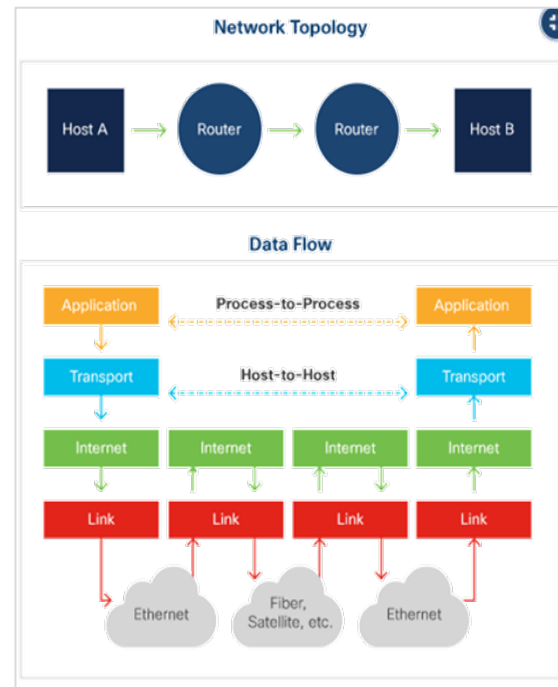 Network Topology
Host A
Router
Router
Host B
Data Flow
Application
Process-to-Process
Application
Transport
Host-to-Host
Transport
Internet
Internet
Internet
Internet
Link
Link
Link
Link
Ethernet
Fiber,
Satellite, etc.
Ethernet